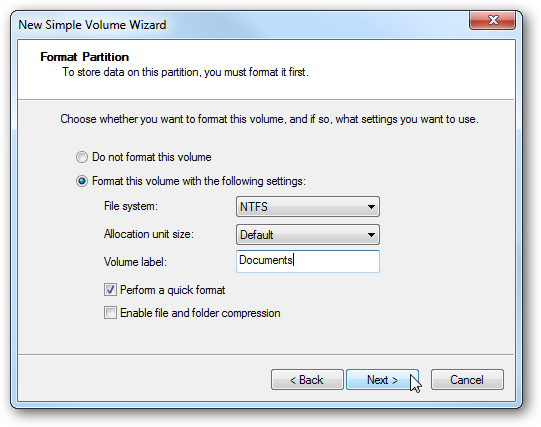 New Simple Volume Wizard
Format Partition
To store data on this partition, you must format it first.
Choose whether you want to format this volume, and if so, what settings you want to use.
Do not format this volume
Format this volume with the following settings:
File system: NTFS
Allocation unit size: Default
Volume label: Documents
Perform a quick format
Enable file and folder compression
< Back Next > Cancel